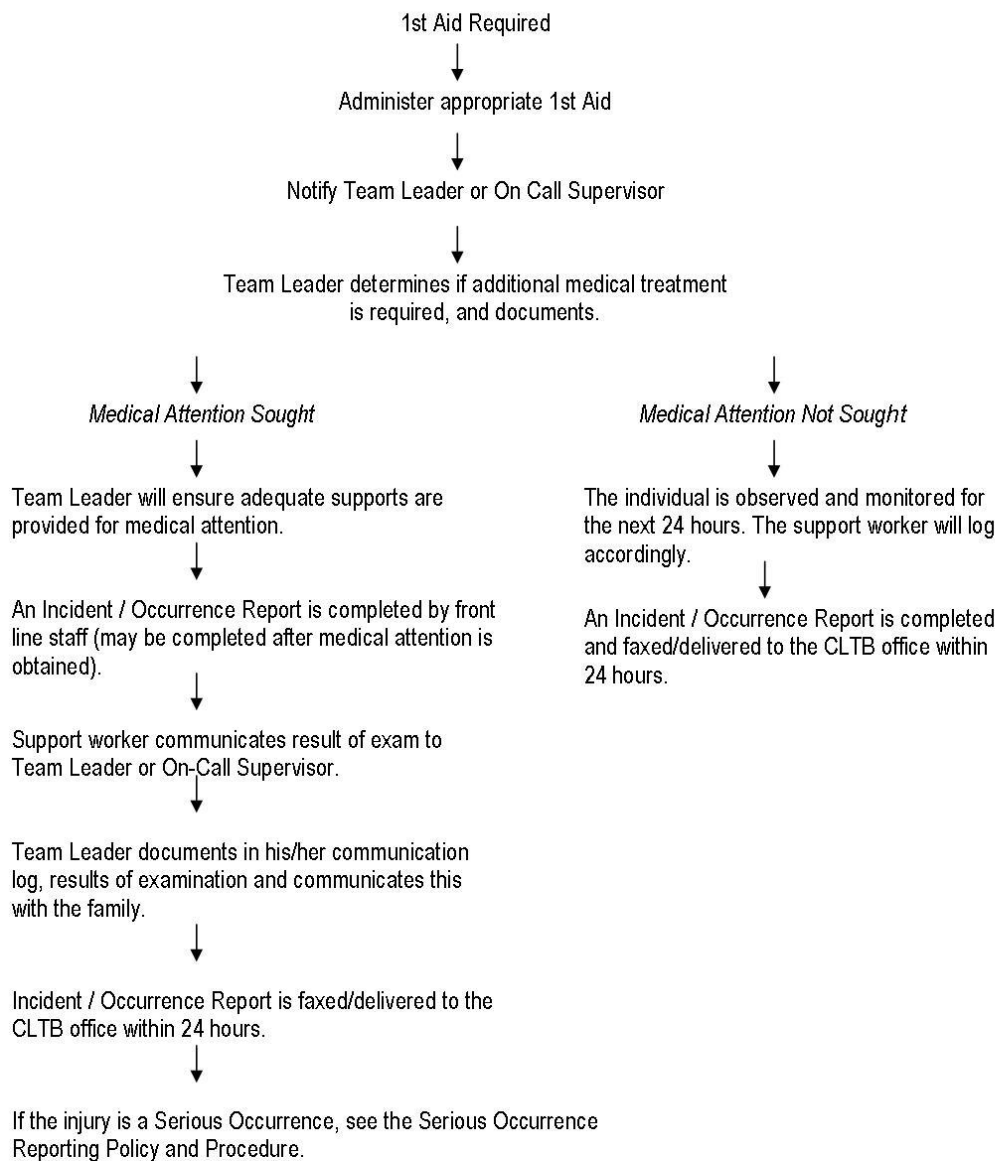 1st Aid Required
Administer appropriate 1st Aid
Notify Team Leader or On Call Supervisor
Team Leader determines if additional medical treatment
is required, and documents.
Medical Attention Sought
Team Leader will ensure adequate supports are
provided for medical attention.
An Incident / Occurrence Report is completed by front
line staff (may be completed after medical attention is
obtained).
Support worker communicates result of exam to
Team Leader or On-Call Supervisor.
Team Leader documents in his/her communication
log, results of examination and communicates this
with the family.
Incident / Occurrence Report is faxed/delivered to the
CLTB office within 24 hours.
If the injury is a Serious Occurrence, see the Serious Occurrence
Reporting Policy and Procedure.
Medical Attention Not Sought
The individual is observed and monitored for
the next 24 hours. The support worker will log
accordingly.
An Incident / Occurrence Report is completed
and faxed/delivered to the CLTB office within
24 hours.